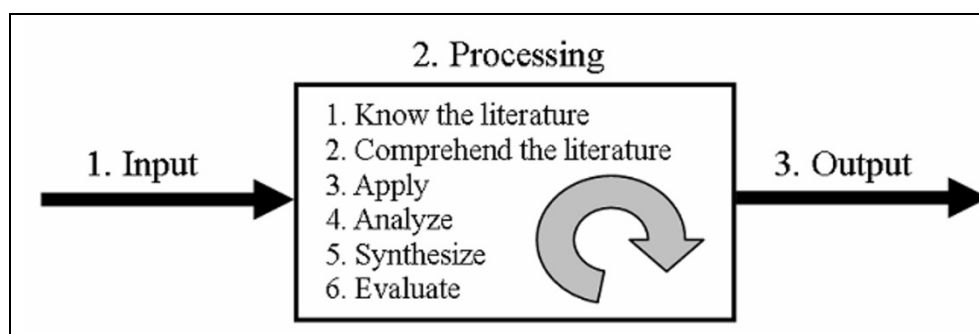 2. Processing
1. Input
1. Know the literature
2. Comprehend the literature
3. Apply
4. Analyze
5. Synthesize
6. Evaluate
3. Output